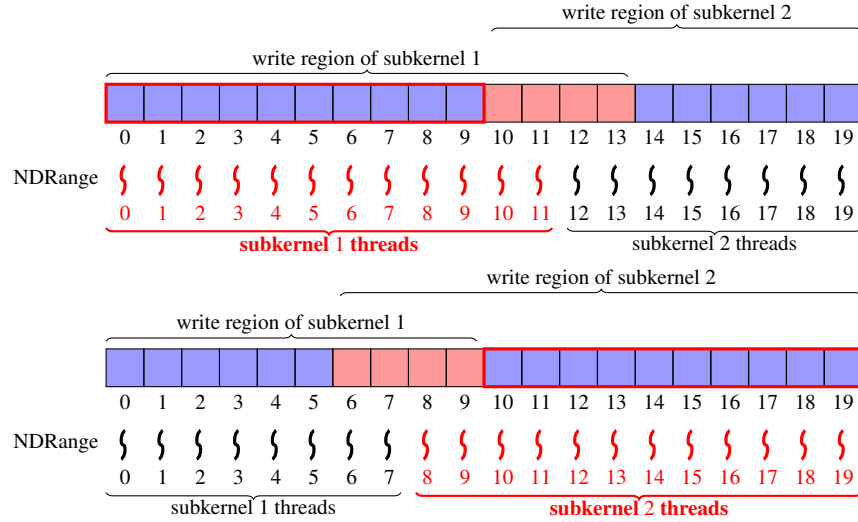 write region of subkernel 2
write region of subkernel 1
0 1 2 3 4 5 6 7 8 9 10 11 12 13 14 15 16 17 18 19
NDRange
0 1 2 3 4 5 6 7 8 9 10 11 12 13 14 15 16 17 18 19
subkernel 1 threads subkernel 2 threads
write region of subkernel 2
write region of subkernel 1
0 1 2 3 4 5 6 7 8 9 10 11 12 13 14 15 16 17 18 19
NDRange
0 1 2 3 4 5 6 7 8 9 10 11 12 13 14 15 16 17 18 19
subkernel 1 threads subkernel 2 threads